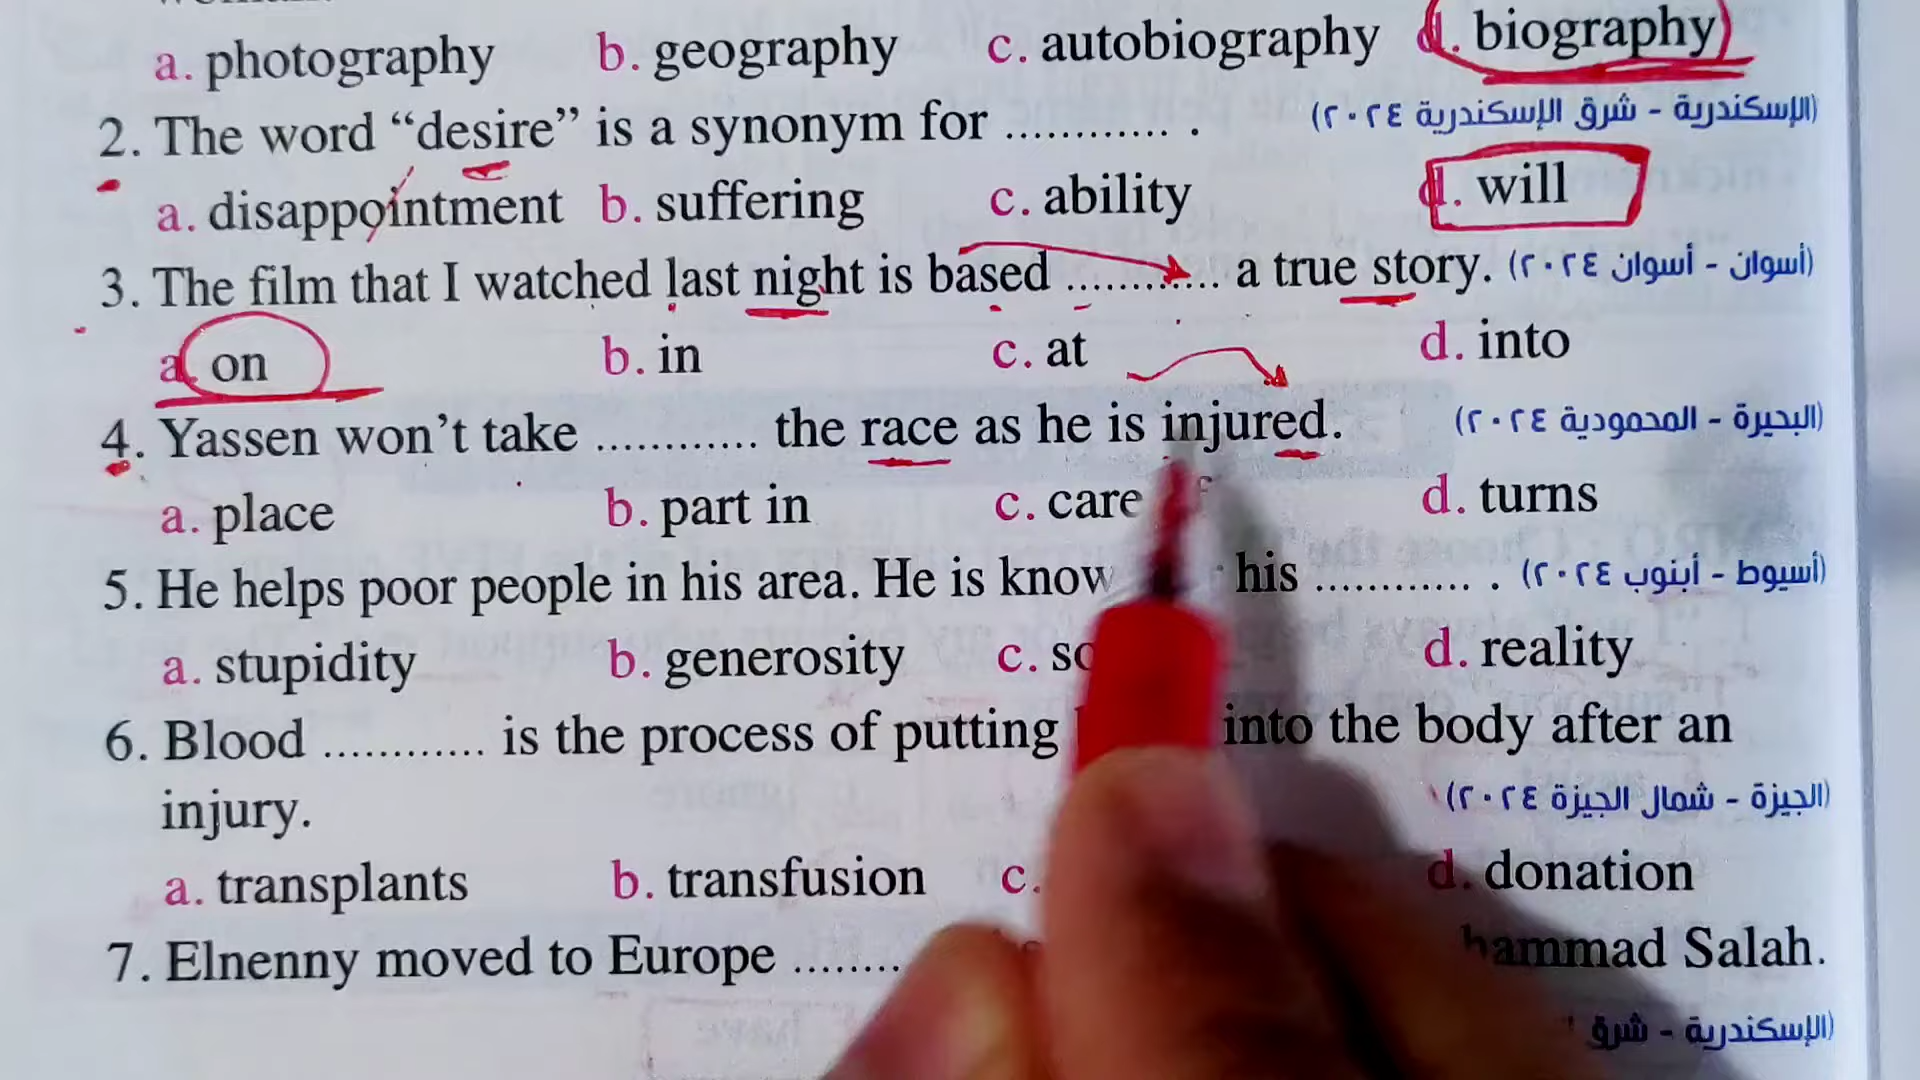 a. photography b. geography c. autobiography d. biography
2. The word “desire” is a synonym for ............ . (الإسكندرية - شرق الإسكندرية ٢٠٢٤)
a. disappointment b. suffering c. ability d. will
3. The film that I watched last night is based ............ a true story. (أسوان - أسوان ٢٠٢٤)
a. on b. in c. at d. into
4. Yassen won’t take ............ the race as he is injured. (البحيرة - المحمودية ٢٠٢٤)
a. place b. part in c. care d. turns
5. He helps poor people in his area. He is his ............ . (أسيوط - أبنوب ٢٠٢٤)
a. stupidity b. generosity c. d. reality
6. Blood ............ is the process of putting into the body after an
injury. (الجيزة - شمال الجيزة ٢٠٢٤)
a. transplants b. transfusion c. d. donation
7. Elnenny moved to Europe ........ Salah.
(الإسكندرية - شرق